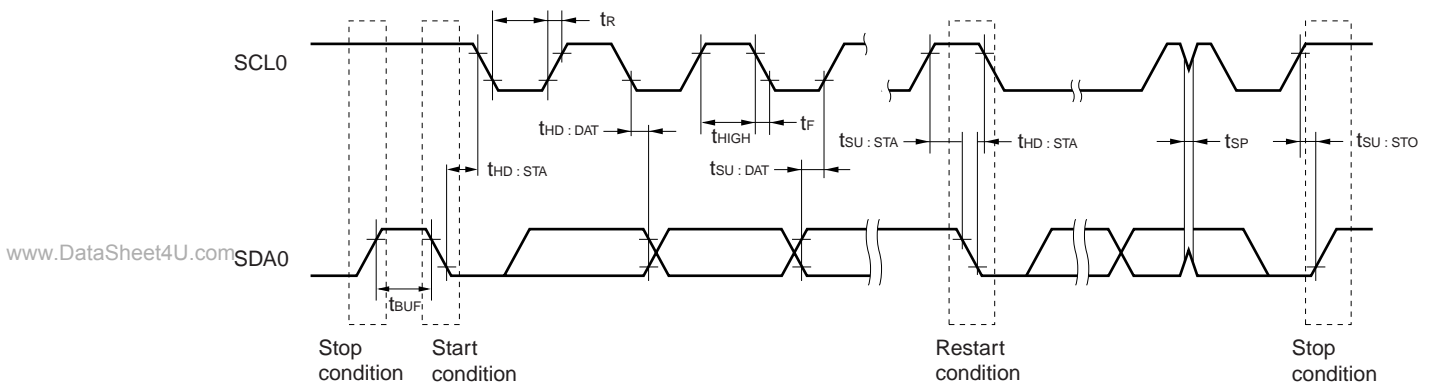 tR
SCL0
tHD : DAT
tHIGH
tF
tSU : STA
tHD : STA
tSP
tSU : STO
tHD : STA
tSU : DAT
www.DataSheet4U.com
SDA0
tBUF
Stop
condition
Start
condition
Restart
condition
Stop
condition